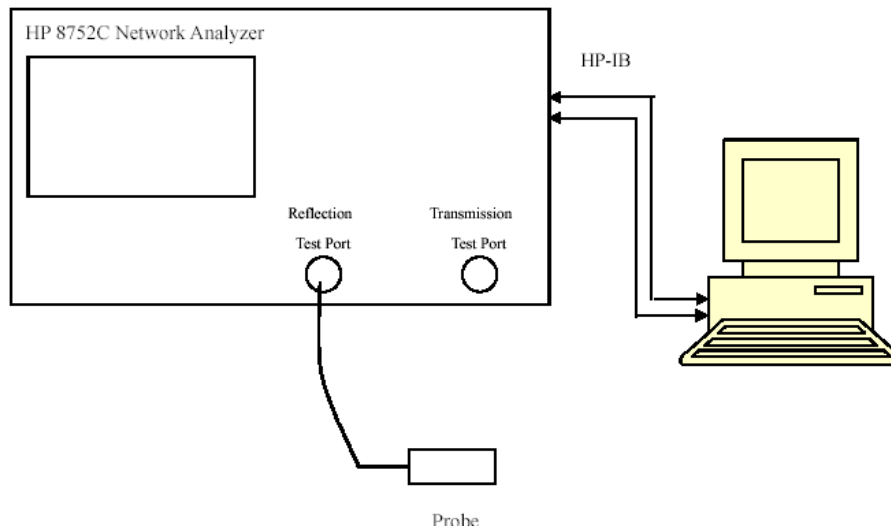 HP 8752C Network Analyzer
HP-IB
Reflection
Test Port
Transmission
Test Port
Probe